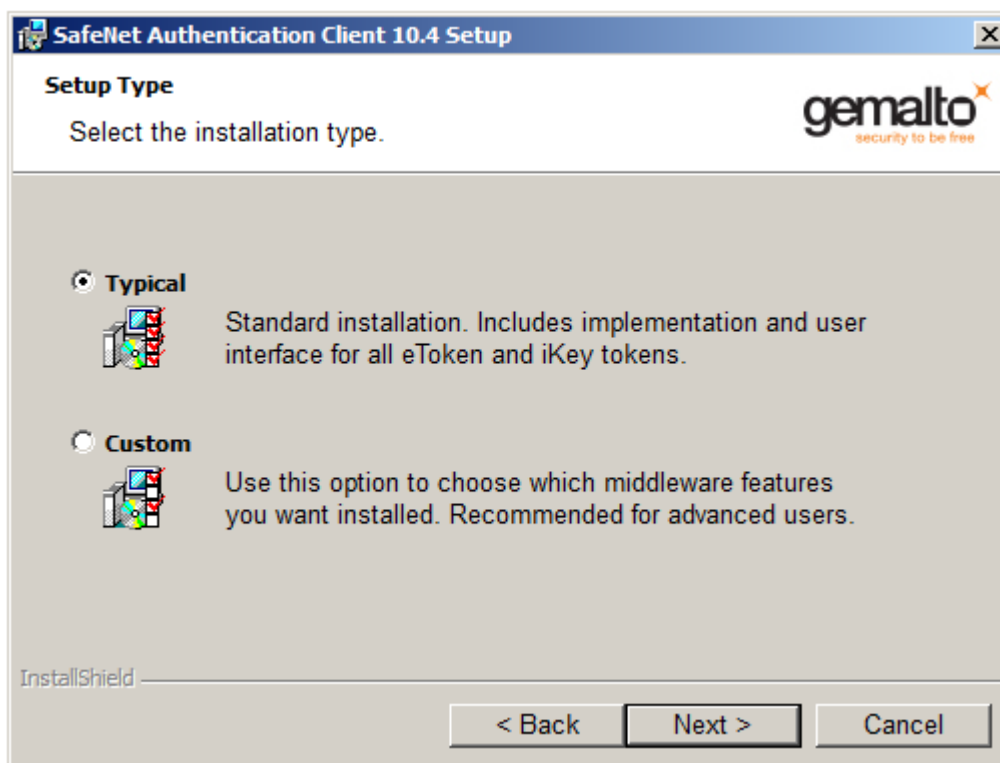 SafeNet Authentication Client 10.4 Setup
Setup Type
Select the installation type.
gemalto
security to be free
Typical
Standard installation. Includes implementation and user
interface for all eToken and iKey tokens.
Custom
Use this option to choose which middleware features
you want installed. Recommended for advanced users.
InstallShield
< Back
Next >
Cancel